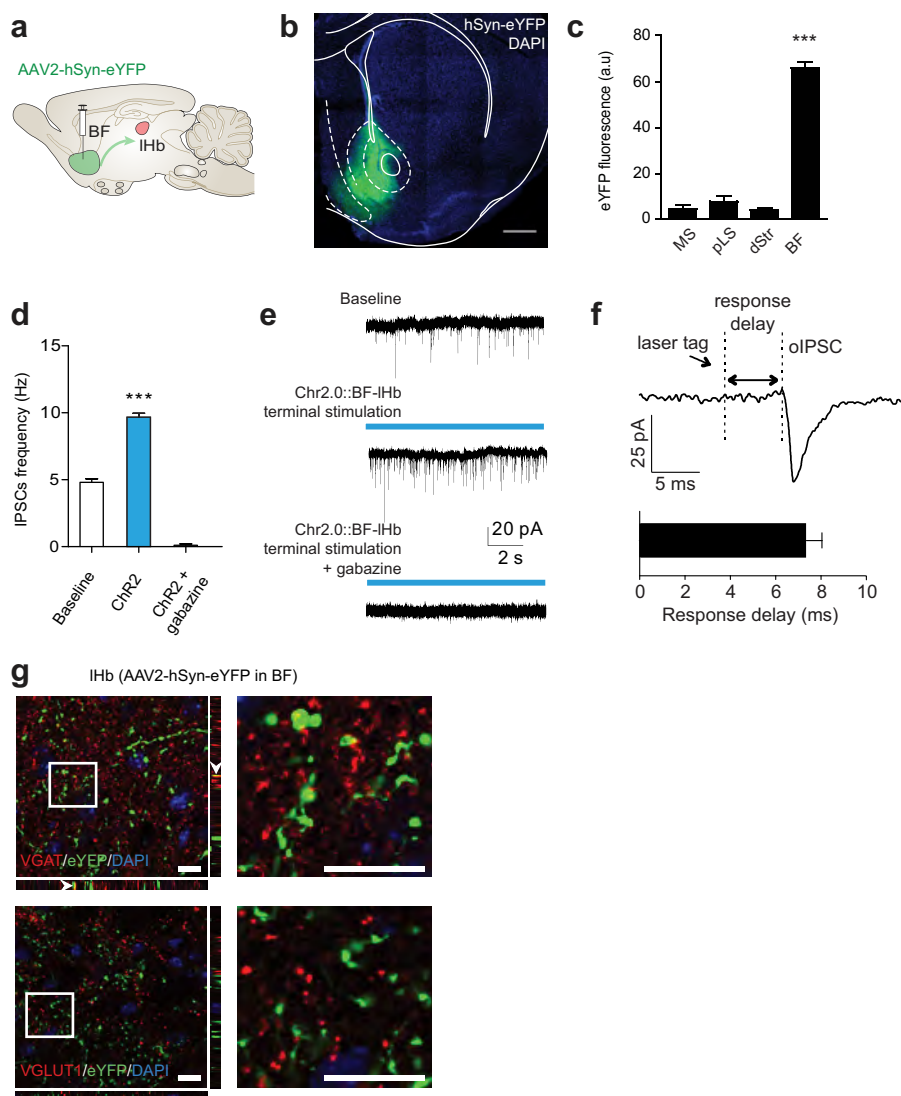 a
AAV2-hSyn-eYFP
BF
lHb
b
hSyn-eYFP
DAPI
c
eYFP fluorescence (a.u)
80
60
40
20
0
***
MS
pLS
dStr
BF
d
IPSCs frequency (Hz)
15
10
5
0
***
Baseline
ChR2
ChR2 +
gabazine
e
Baseline
Chr2.0::BF-lHb
terminal stimulation
Chr2.0::BF-lHb
terminal stimulation
+ gabazine
20 pA
2 s
f
response
delay
laser tag
oIPSC
25 pA
5 ms
0 2 4 6 8 10
Response delay (ms)
g
lHb (AAV2-hSyn-eYFP in BF)
VGAT/eYFP/DAPI
VGLUT1/eYFP/DAPI